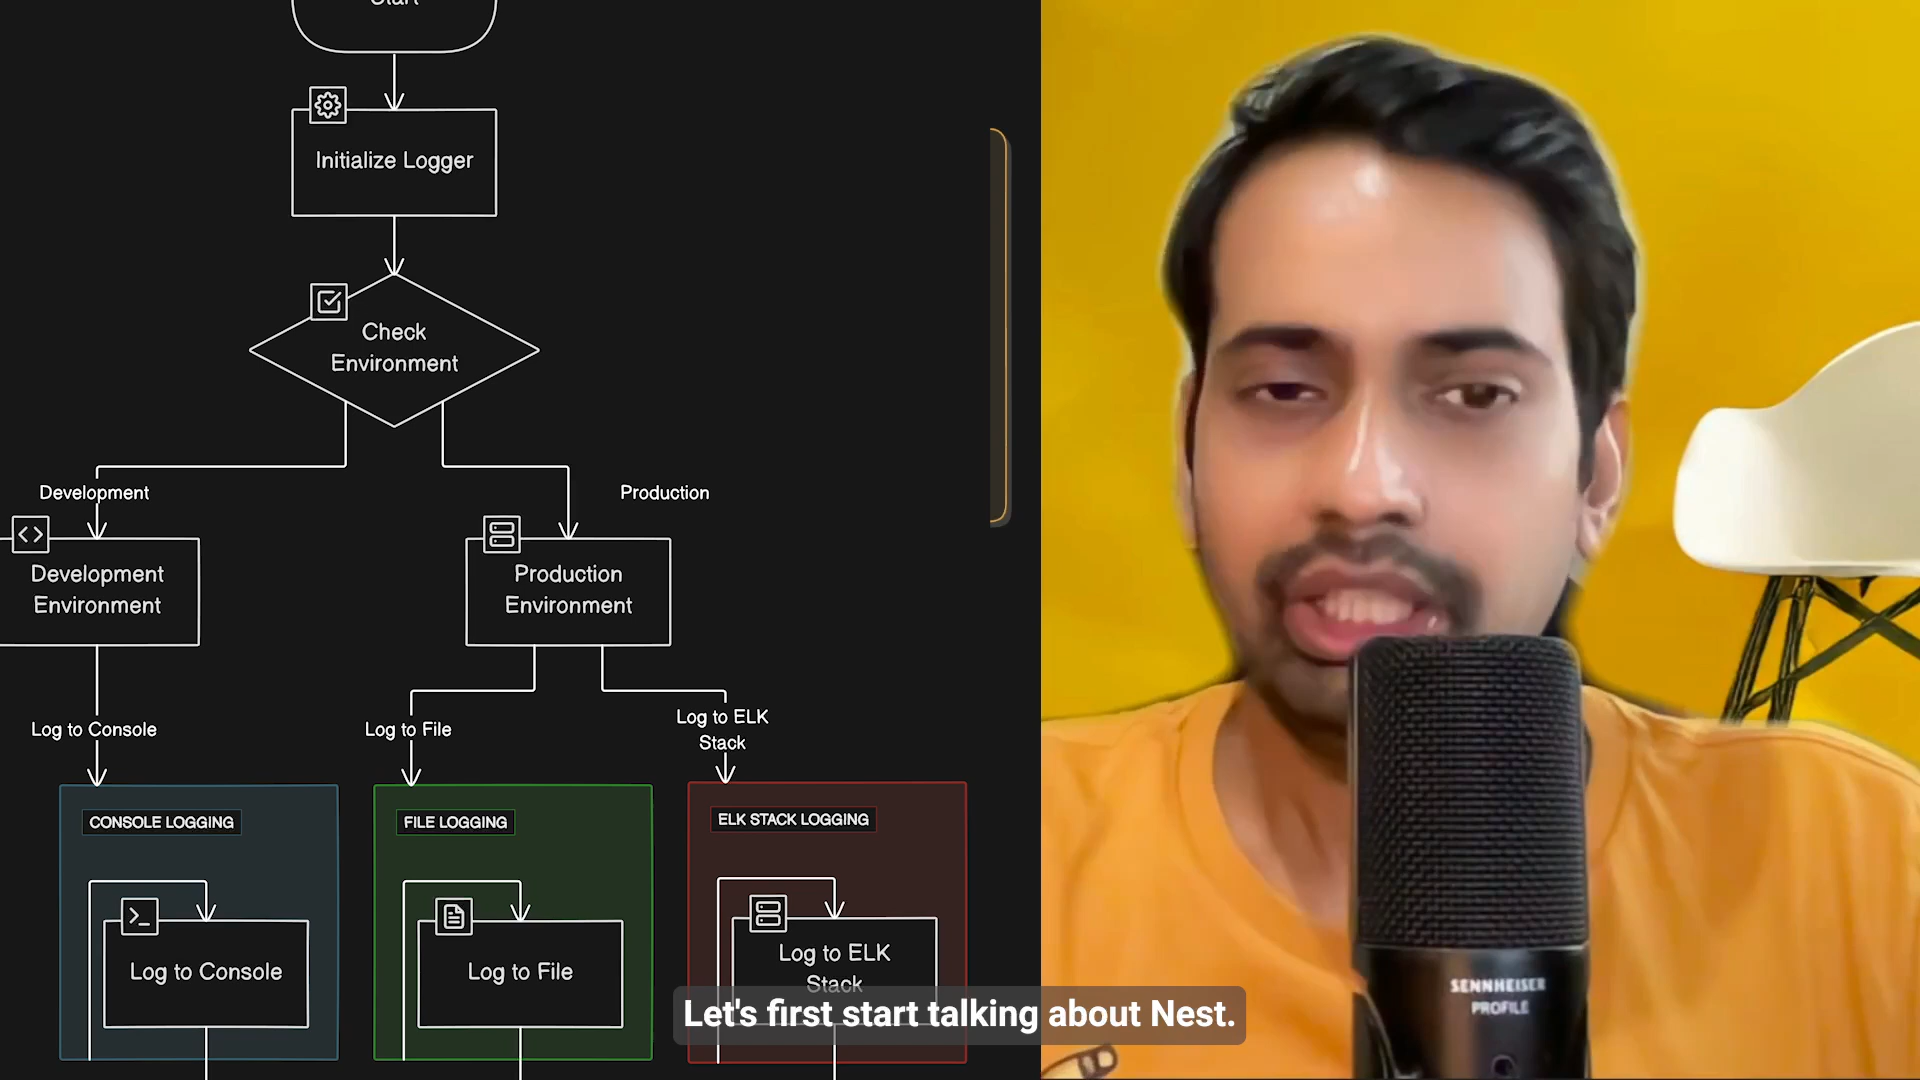 Start
Initialize Logger
Check
Environment
Development
Production
Development
Environment
Production
Environment
Log to Console
Log to File
Log to ELK
Stack
CONSOLE LOGGING
FILE LOGGING
ELK STACK LOGGING
Log to Console
Log to File
Log to ELK
Stack
Let's first start talking about Nest.
SENNHEISER
PROFILE